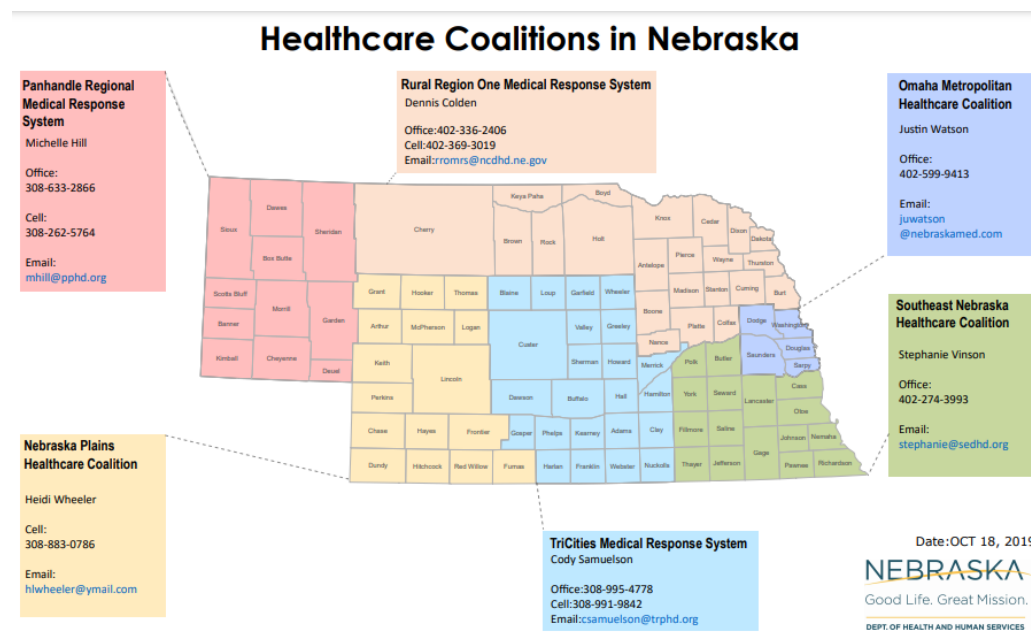 Healthcare Coalitions in Nebraska
Panhandle Regional
Medical Response
System
Michelle Hill
Office:
308-633-2866
Cell:
308-262-5764
Email:
mhill@pphd.org
Rural Region One Medical Response System
Dennis Colden
Office:402-336-2406
Cell:402-369-3019
Email:rromrs@ncdhd.ne.gov
Omaha Metropolitan
Healthcare Coalition
Justin Watson
Office:
402-599-9413
Email:
juwatson
@nebraskamed.com
Southeast Nebraska
Healthcare Coalition
Stephanie Vinson
Office:
402-274-3993
Email:
stephanie@sedhd.org
Nebraska Plains
Healthcare Coalition
Heidi Wheeler
Cell:
308-883-0786
Email:
hlwheeler@ymail.com
TriCities Medical Response System
Cody Samuelson
Office:308-995-4778
Cell:308-991-9842
Email:csamuelson@trphd.org
Sioux
Dawes
Sheridan
Box Butte
Scotts Bluff
Banner
Morrill
Garden
Kimball
Cheyenne
Deuel
Cherry
Keya Paha
Boyd
Brown
Rock
Holt
Knox
Cedar
Dixon
Dakota
Antelope
Pierce
Wayne
Thurston
Madison
Stanton
Cuming
Burt
Boone
Platte
Colfax
Nance
Dodge
Washington
Saunders
Douglas
Sarpy
Grant
Hooker
Thomas
Arthur
McPherson
Logan
Keith
Lincoln
Perkins
Chase
Hayes
Frontier
Dundy
Hitchcock
Red Willow
Furnas
Blaine
Loup
Garfield
Wheeler
Custer
Valley
Greeley
Sherman
Howard
Merrick
Dawson
Buffalo
Hall
Hamilton
Gosper
Phelps
Kearney
Adams
Clay
Harlan
Franklin
Webster
Nuckolls
Polk
Butler
York
Seward
Lancaster
Cass
Otoe
Fillmore
Saline
Gage
Johnson
Nemaha
Thayer
Jefferson
Pawnee
Richardson
Date:OCT 18, 2019
NEBRASKA
Good Life. Great Mission.
DEPT. OF HEALTH AND HUMAN SERVICES